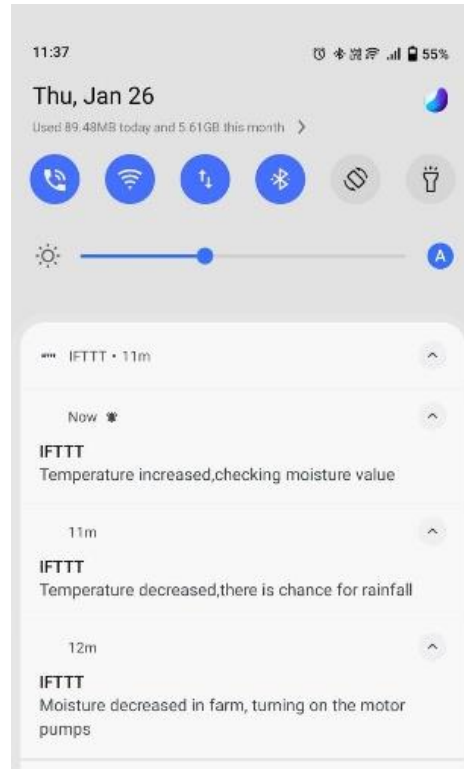 11:37
55%
Thu, Jan 26
Used 89.48MB today and 5.61GB this month
A
IFTTT • 11m
Now
IFTTT
Temperature increased,checking moisture value
11m
IFTTT
Temperature decreased,there is chance for rainfall
12m
IFTTT
Moisture decreased in farm, turning on the motor
pumps